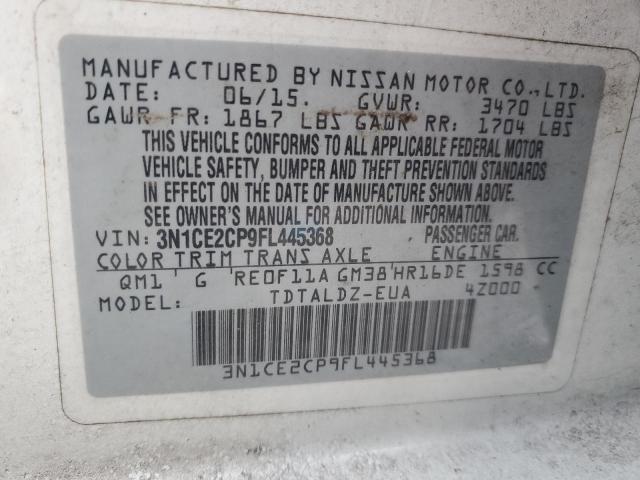 MANUFACTURED BY NISSAN MOTOR CO., LTD.
DATE: 06/15. GVWR: 3470 LBS
GAWR FR: 1867 LBS GAWR RR: 1704 LBS
THIS VEHICLE CONFORMS TO ALL APPLICABLE FEDERAL MOTOR
VEHICLE SAFETY, BUMPER AND THEFT PREVENTION STANDARDS
IN EFFECT ON THE DATE OF MANUFACTURE SHOWN ABOVE.
SEE OWNER'S MANUAL FOR ADDITIONAL INFORMATION.
VIN: 3N1CE2CP9FL445368 PASSENGER CAR.
COLOR TRIM TRANS AXLE ENGINE
QM1 ' G ' RE0F11A GM38 ' HR16DE 1598 CC
MODEL: TDTALDZ-EUA 4Z000
3N1CE2CP9FL445368